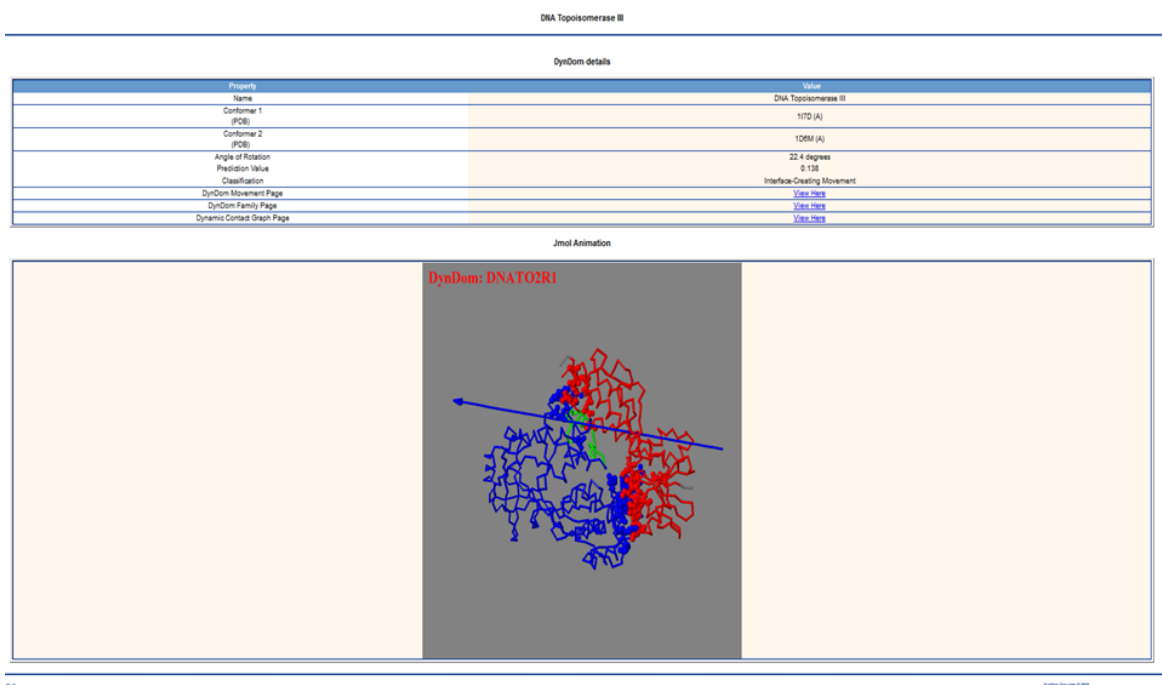 DNA Topoisomerase III
DynDom details
Property Value
Name DNA Topoisomerase III
Conformer 1
(PDB) 1I7D (A)
Conformer 2
(PDB) 1D6M (A)
Angle of Rotation 22.4 degrees
Prediction Value 0.138
Classification Interface-Creating Movement
DynDom Movement Page View Here
DynDom Family Page View Here
Dynamic Contact Graph Page View Here
Jmol Animation
DynDom: DNATO2R1